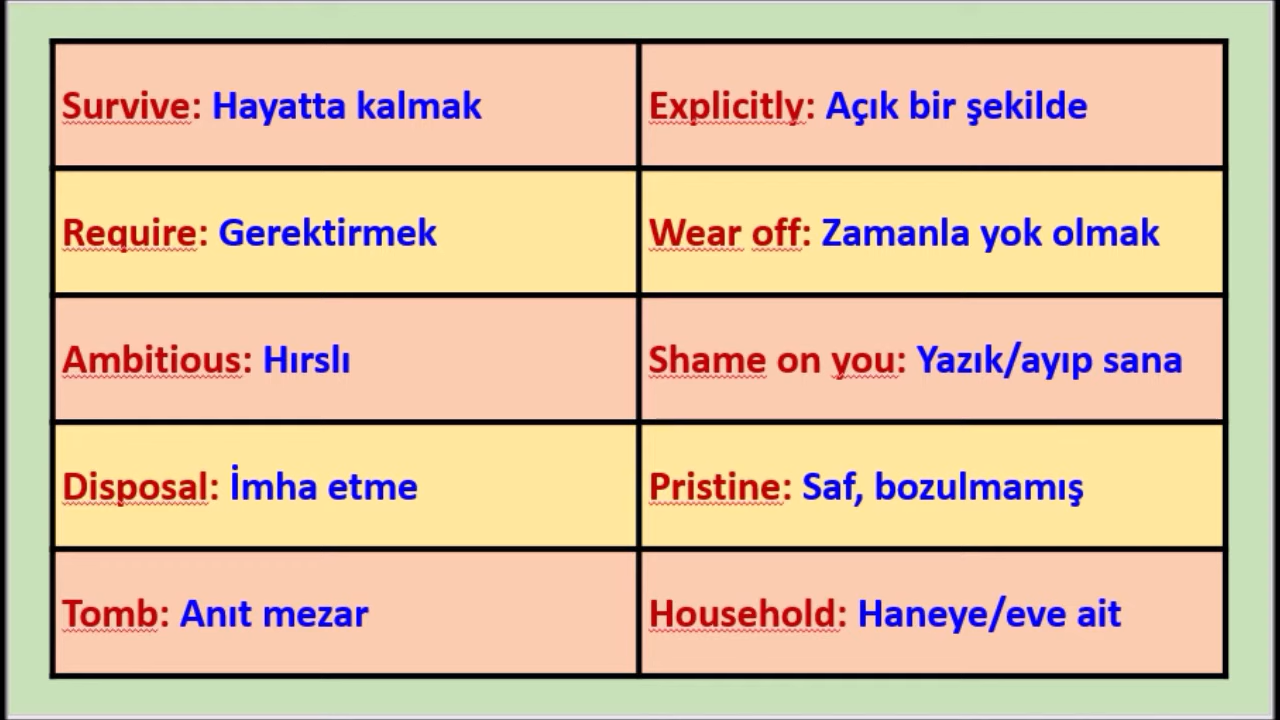 Survive: Hayatta kalmak
Explicitly: Açık bir şekilde
Require: Gerektirmek
Wear off: Zamanla yok olmak
Ambitious: Hırslı
Shame on you: Yazık/ayıp sana
Disposal: İmha etme
Pristine: Saf, bozulmamış
Tomb: Anıt mezar
Household: Haneye/eve ait